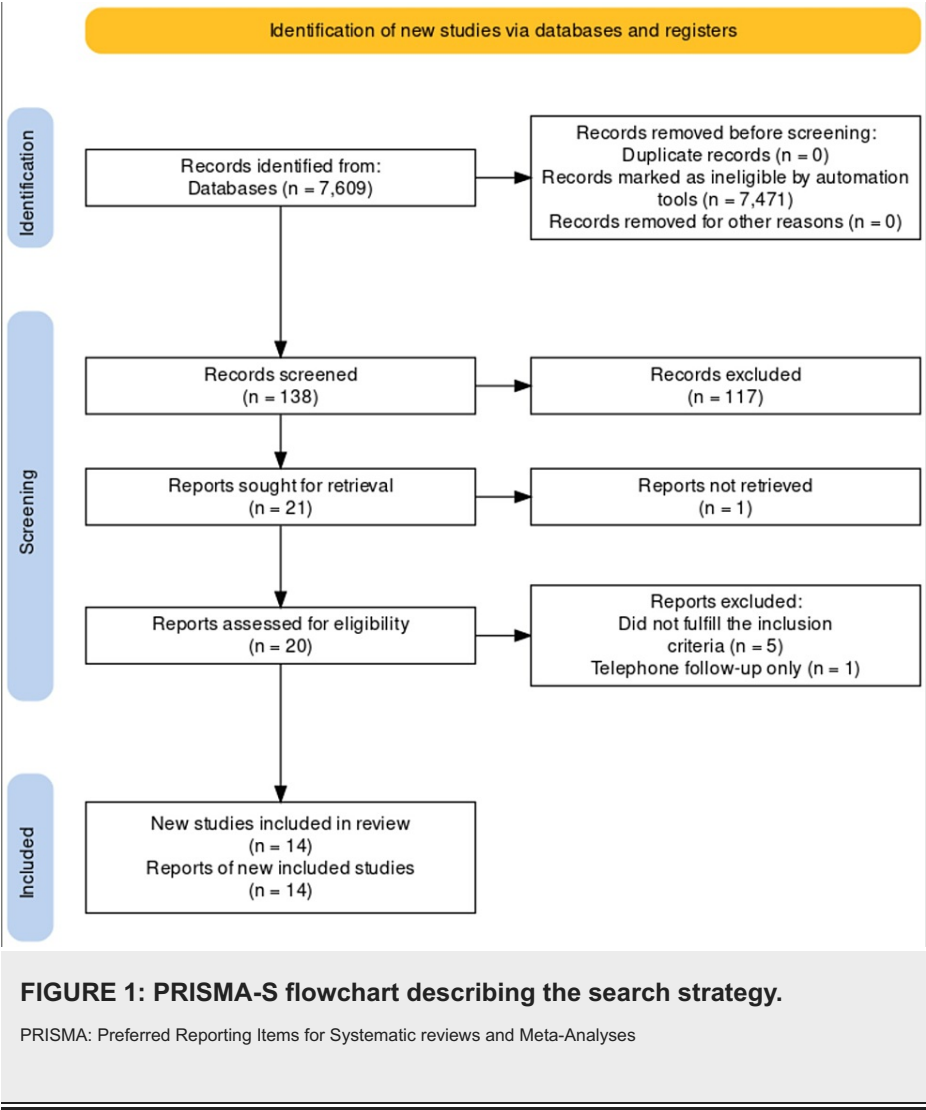 Identification of new studies via databases and registers
Identification
Records identified from:
Databases (n = 7,609)
Records removed before screening:
Duplicate records (n = 0)
Records marked as ineligible by automation
tools (n = 7,471)
Records removed for other reasons (n = 0)
Screening
Records screened
(n = 138)
Records excluded
(n = 117)
Reports sought for retrieval
(n = 21)
Reports not retrieved
(n = 1)
Reports assessed for eligibility
(n = 20)
Reports excluded:
Did not fulfill the inclusion
criteria (n = 5)
Telephone follow-up only (n = 1)
Included
New studies included in review
(n = 14)
Reports of new included studies
(n = 14)
FIGURE 1: PRISMA-S flowchart describing the search strategy.
PRISMA: Preferred Reporting Items for Systematic reviews and Meta-Analyses